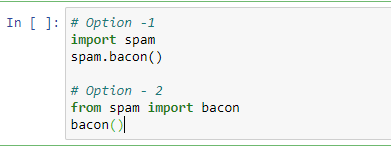 In [ ]: # Option -1
import spam
spam.bacon()

# Option - 2
from spam import bacon
bacon()